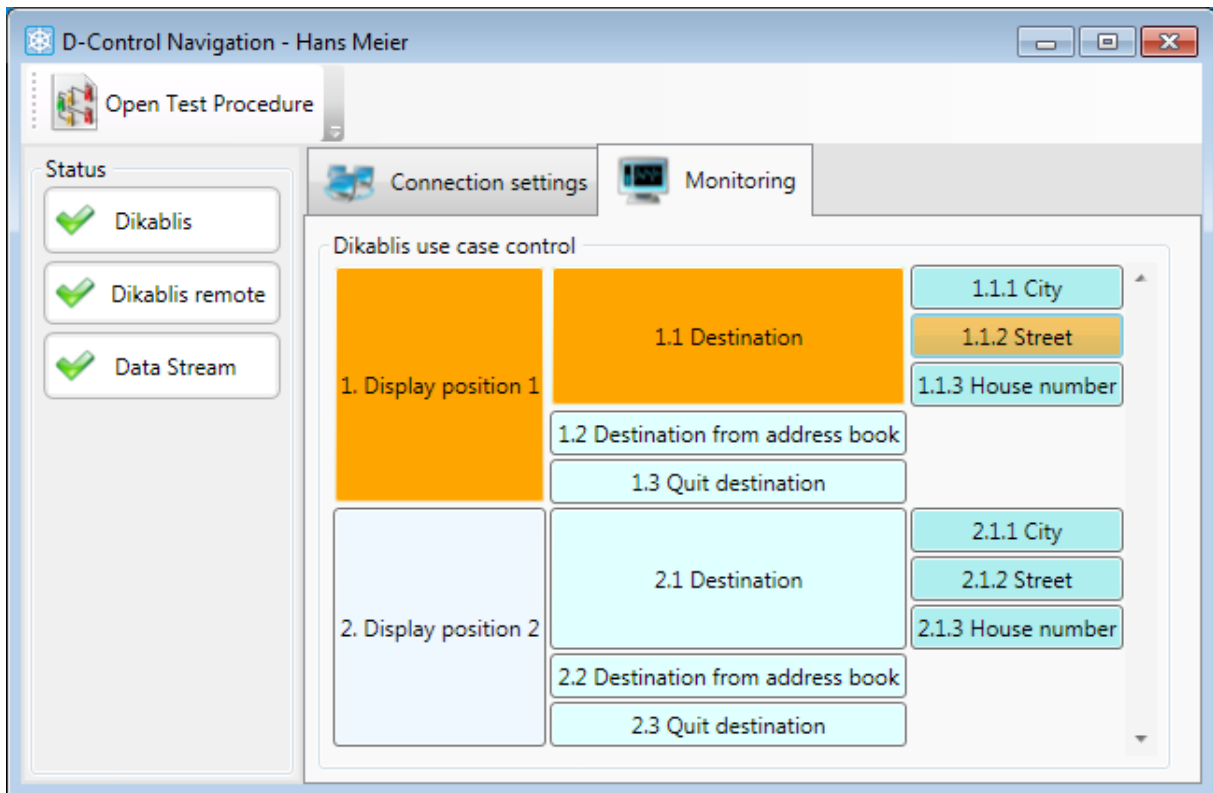 D-Control Navigation - Hans Meier
Open Test Procedure
Status
Dikablis
Dikablis remote
Data Stream
Connection settings
Monitoring
Dikablis use case control
1. Display position 1
1.1 Destination
1.1.1 City
1.1.2 Street
1.1.3 House number
1.2 Destination from address book
1.3 Quit destination
2. Display position 2
2.1 Destination
2.1.1 City
2.1.2 Street
2.1.3 House number
2.2 Destination from address book
2.3 Quit destination